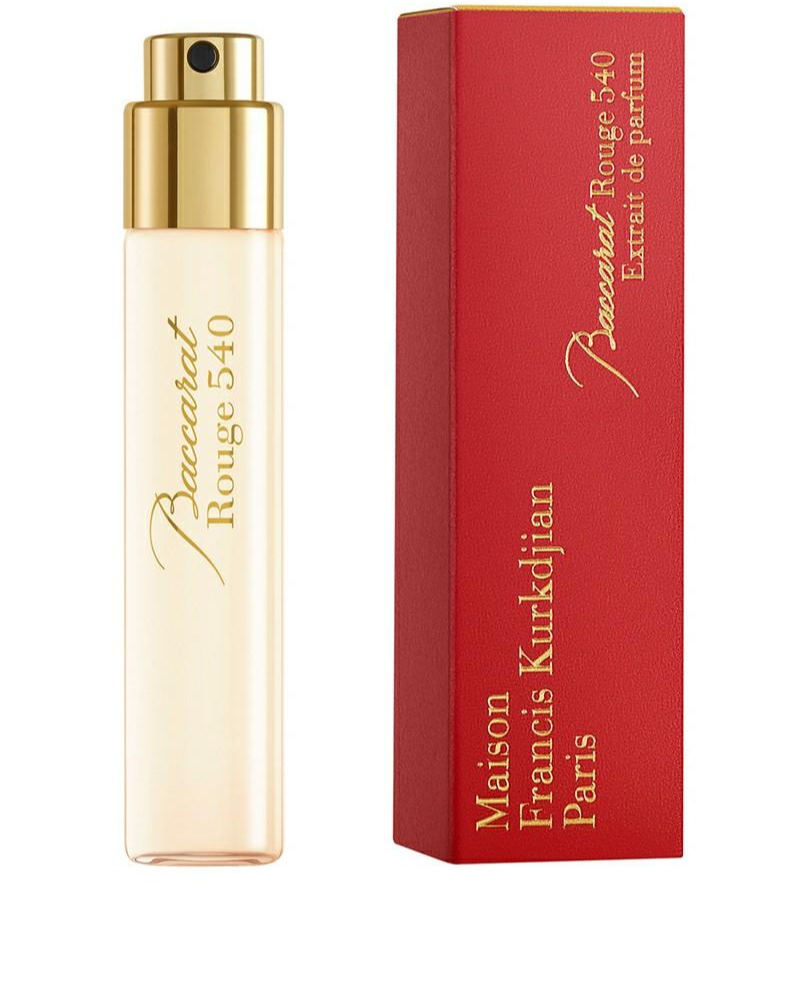 Baccarat
Rouge 540
Baccarat Rouge 540
Extrait de parfum
Maison
Francis Kurkdjian
Paris